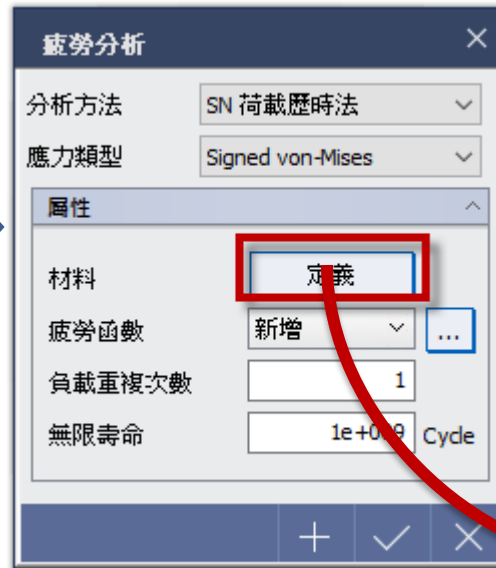 疲勞分析
分析方法 SN 荷載歷時法
應力類型 Signed von-Mises
屬性
材料 定義
疲勞函數 新增 ...
負載重複次數 1
無限壽命 1e+009 Cycle